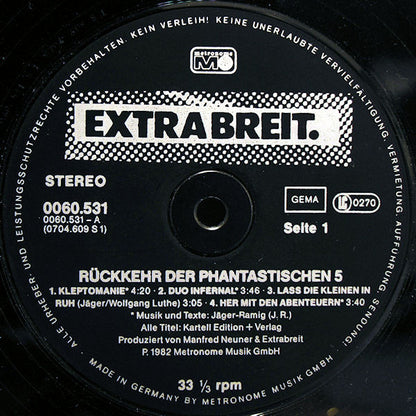 ALLE URHEBER- UND LEISTUNGSSCHUTZRECHTE VORBEHALTEN. KEIN VERLEIH! KEINE UNERLAUBTE VERVIELFÄLTIGUNG, VERMIETUNG, AUFFÜHRUNG, SENDUNG!
metronome
EXTRABREIT.
STEREO
0060.531
0060.531 – A
(0704.609 S 1)
GEMA
LC 0270
Seite 1
RÜCKKEHR DER PHANTASTISCHEN 5
1. KLEPTOMANIE* 4:20 · 2. DUO INFERNAL* 3:46 · 3. LASS DIE KLEINEN IN
RUH (Jäger/Wolfgang Luthe) 3:05 · 4. HER MIT DEN ABENTEUERN* 3:40
* Musik und Texte: Jäger-Ramig (J. R.)
Alle Titel: Kartell Edition + Verlag
Produziert von Manfred Neuner & Extrabreit
P. 1982 Metronome Musik GmbH
33 ⅓ rpm
MADE IN GERMANY BY METRONOME MUSIK GMBH